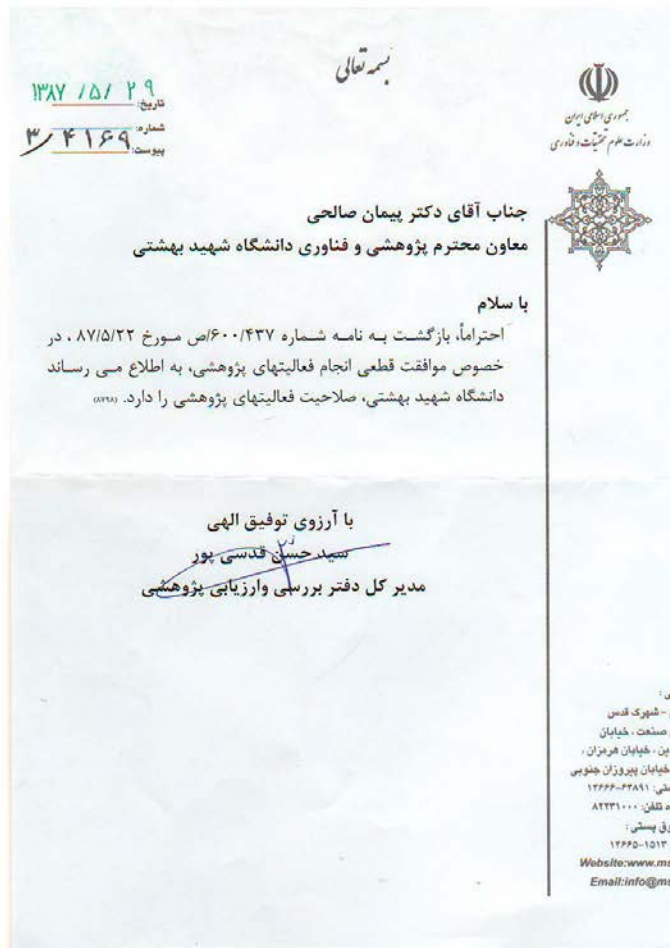 بسمه تعالی
جمهوری اسلامی ایران
وزارت علوم تحقیقات و فناوری
تاریخ: ۱۳۸۷/۵/۲۹
شماره: ۳/۴۱۶۹
پیوست:
جناب آقای دکتر پیمان صالحی
معاون محترم پژوهشی و فناوری دانشگاه شهید بهشتی
با سلام
احتراماً، بازگشت به نامه شماره ۶۰۰/۴۳۷/ص مورخ ۸۷/۵/۲۲ ، در
خصوص موافقت قطعی انجام فعالیتهای پژوهشی، به اطلاع می رساند
دانشگاه شهید بهشتی، صلاحیت فعالیتهای پژوهشی را دارد.
با آرزوی توفیق الهی
سید حسن قدسی پور
مدیر کل دفتر بررسی وارزیابی پژوهشی
- شهرک قدس
صنعت ، خیابان
خیابان هرمزان ،
خیابان پیروزان جنوبی
۱۴۶۶۶-۶۴۸۹۱
تلفن: ۸۲۲۳۱۰۰۰
پستی :
۱۴۶۶۵-۱۵۱۳
Website:www.ms
Email:info@ms